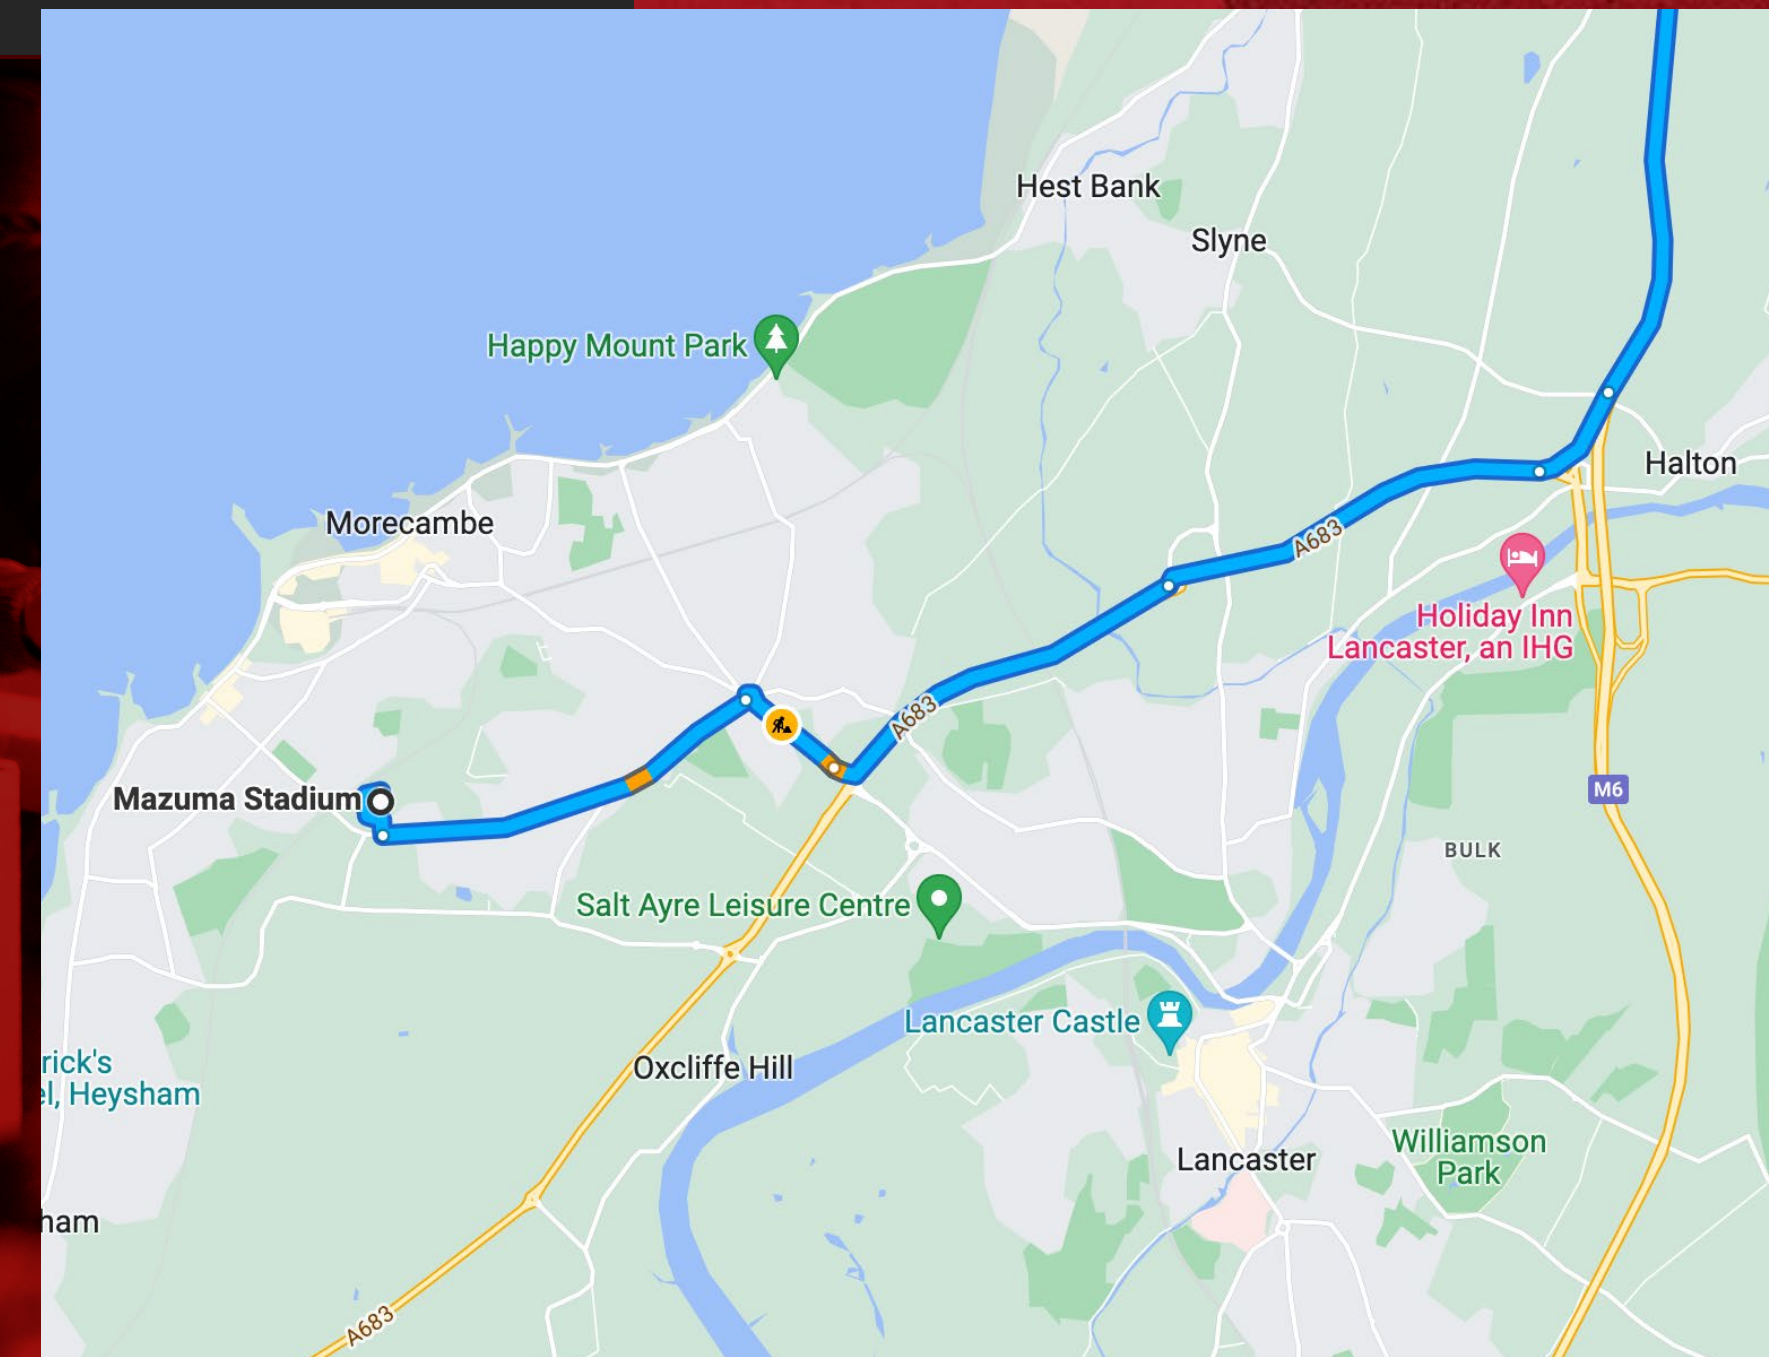 Hest Bank
Slyne
Happy Mount Park
Halton
Morecambe
A683
Holiday Inn
Lancaster, an IHG
A683
Mazuma Stadium
M6
BULK
Salt Ayre Leisure Centre
Lancaster Castle
rick's
Oxcliffe Hill
el, Heysham
Williamson
Park
Lancaster
ham
A683